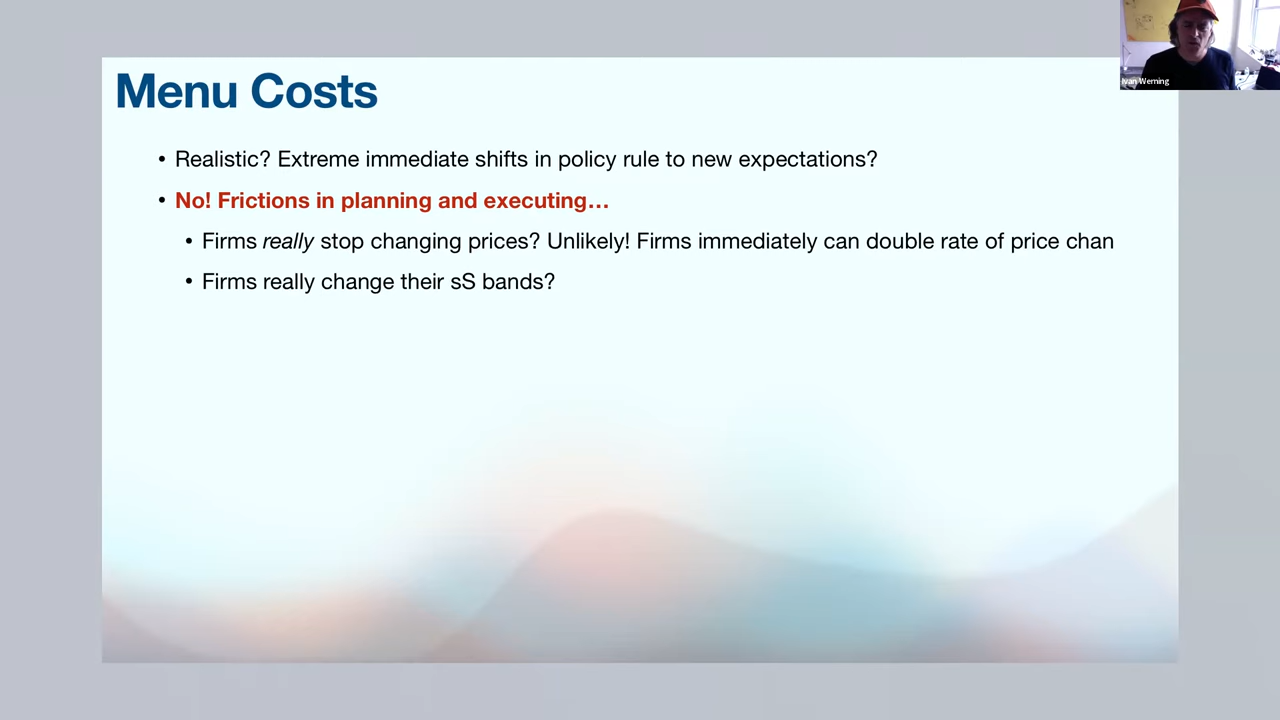 Ivan Werning
Menu Costs
• Realistic? Extreme immediate shifts in policy rule to new expectations?
• No! Frictions in planning and executing…
• Firms really stop changing prices? Unlikely! Firms immediately can double rate of price chan
• Firms really change their sS bands?